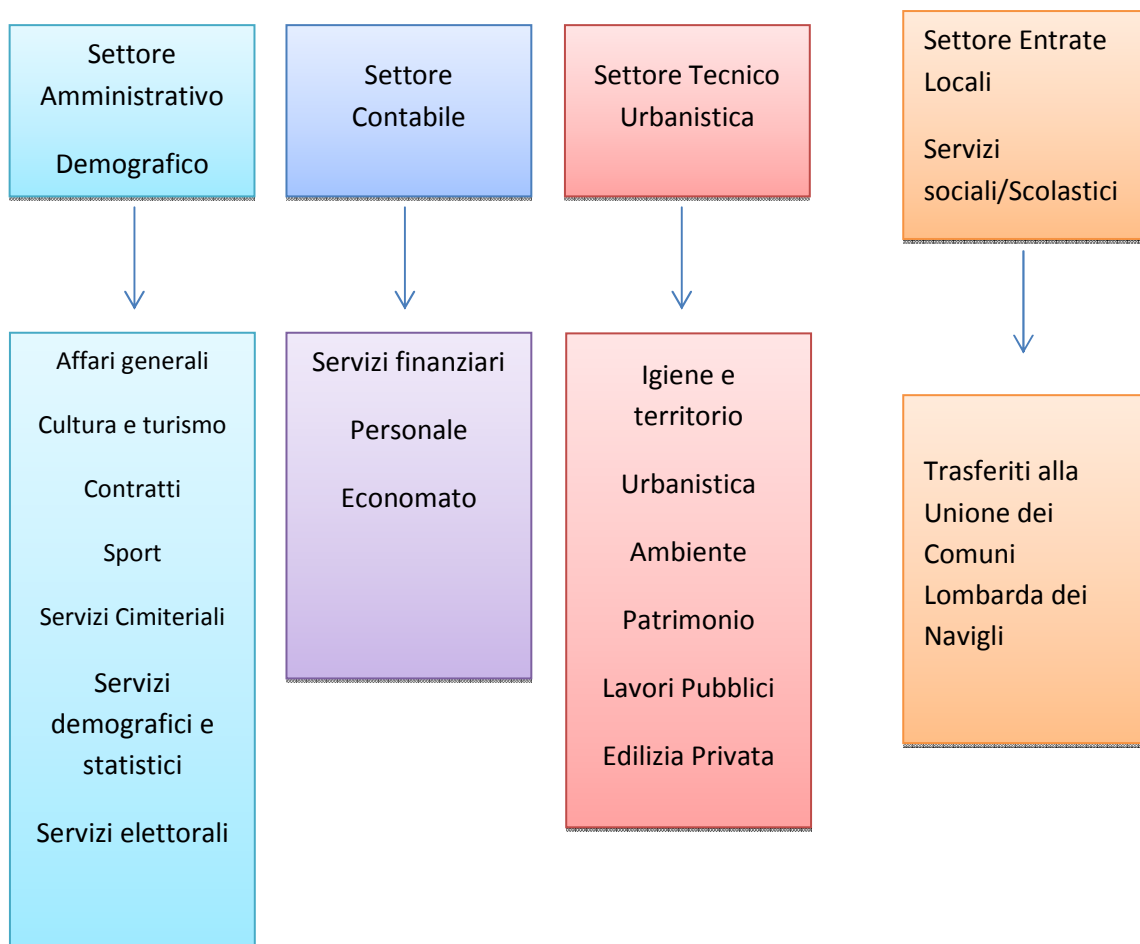 Settore
Amministrativo
Demografico
Settore
Contabile
Settore Tecnico
Urbanistica
Settore Entrate
Locali
Servizi
sociali/Scolastici
Affari generali
Cultura e turismo
Contratti
Sport
Servizi Cimiteriali
Servizi
demografici e
statistici
Servizi elettorali
Servizi finanziari
Personale
Economato
Igiene e
territorio
Urbanistica
Ambiente
Patrimonio
Lavori Pubblici
Edilizia Privata
Trasferiti alla
Unione dei
Comuni
Lombarda dei
Navigli